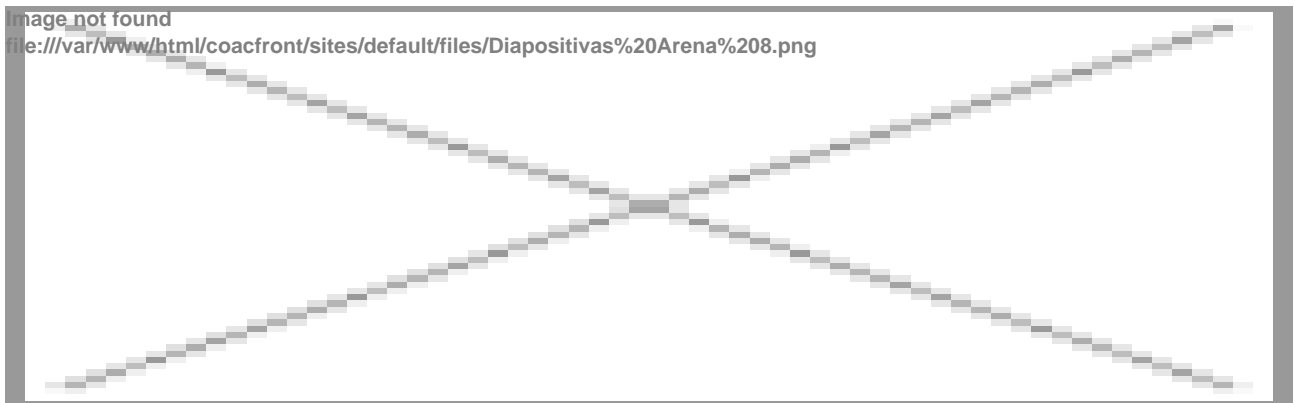 Image not found
file:///var/www/html/coacfront/sites/default/files/Diapositivas%20Arena%208.png